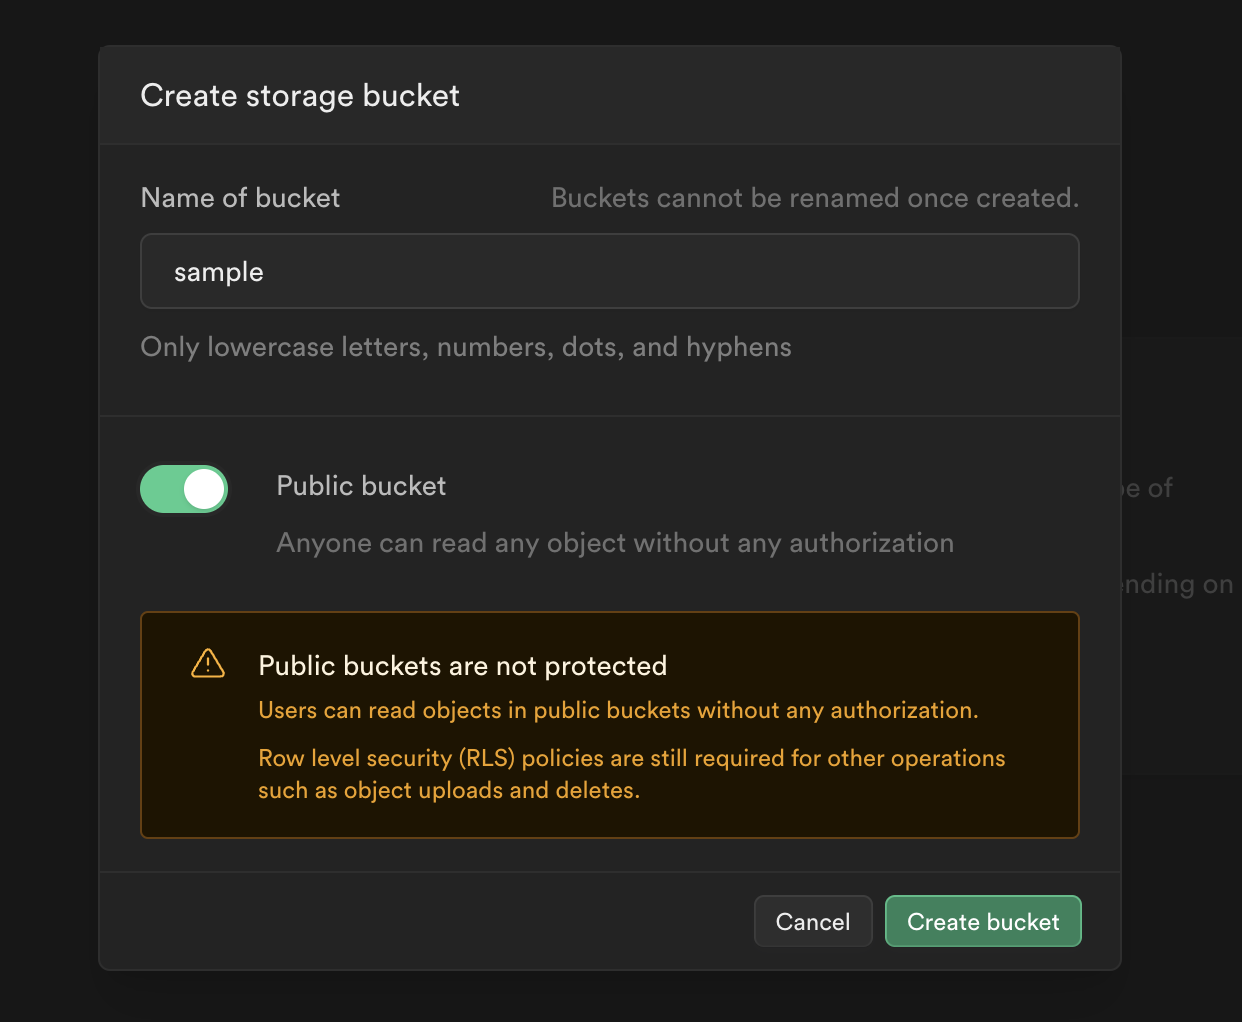 Create storage bucket
Name of bucket
Buckets cannot be renamed once created.
sample
Only lowercase letters, numbers, dots, and hyphens
Public bucket
Anyone can read any object without any authorization
of
on
Public buckets are not protected
Users can read objects in public buckets without any authorization.
Row level security (RLS) policies are still required for other operations
such as object uploads and deletes.
Cancel
Create bucket